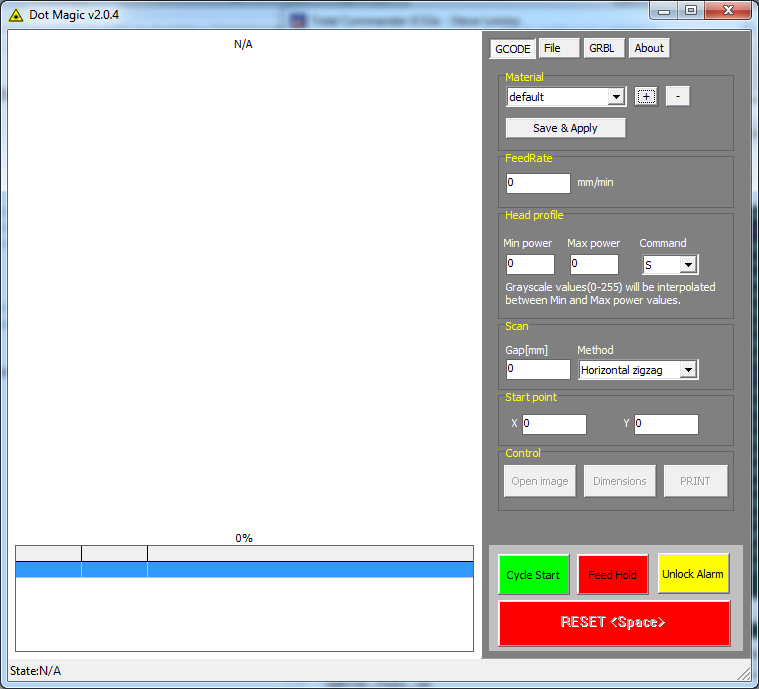 Dot Magic v2.0.4
N/A
GCODE File GRBL About
Material
default + -
Save & Apply
FeedRate
0 mm/min
Head profile
Min power Max power Command
0 0 S
Grayscale values(0-255) will be interpolated
between Min and Max power values.
Scan
Gap[mm] Method
0 Horizontal zigzag
Start point
X 0 Y 0
Control
Open image Dimensions PRINT
0%
Cycle Start Feed Hold Unlock Alarm
RESET <Space>
State:N/A